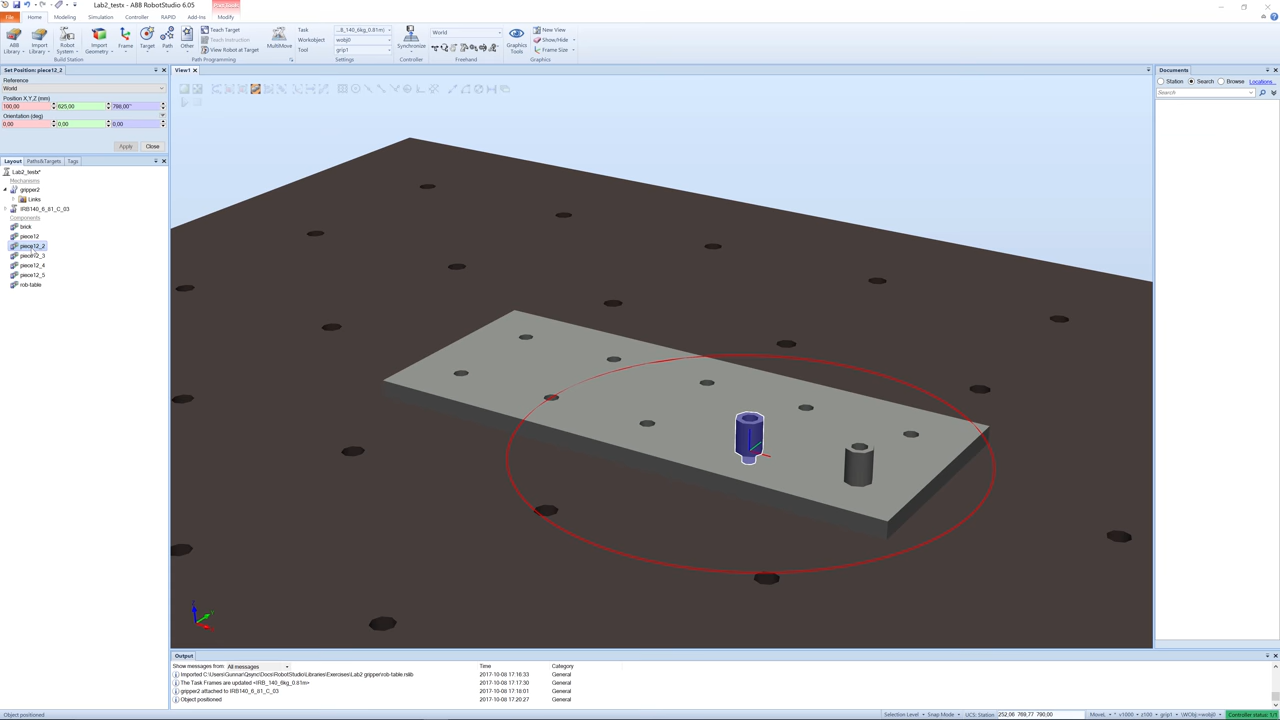 Lab2_testx - ABB RobotStudio 6.05
File
Home
Modeling
Simulation
Controller
RAPID
Add-Ins
Modify
ABB Library
Import Library
Robot System
Import Geometry
Frame
Target
Path
Other
Build Station
Teach Target
Teach Instruction
View Robot at Target
MultiMove
Path Programming
Task
...8_140_6kg_0.81m)
Workobject
wobj0
Tool
grip1
Settings
Synchronize
Controller
World
Freehand
Graphics Tools
New View
Show/Hide
Frame Size
Graphics
Set Position: piece12_2
Reference
World
Position X,Y,Z (mm)
100,00
625,00
798,00
Orientation (deg)
0,00
0,00
0,00
Apply
Close
Layout
Paths&Targets
Tags
Lab2_testx*
Mechanisms
gripper2
Links
IRB140_6_81_C_03
Components
brick
piece12
piece12_2
piece12_3
piece12_4
piece12_5
rob-table
View1
Documents
Station
Search
Browse
Locations...
Search
Output
Show messages from
All messages
Time
Category
Imported C:\Users\Gunnar\Qsync\Docs\RobotStudio\Libraries\Exercises\Lab2 gripper\rob-table.rslib
2017-10-08 17:16:33
General
The Task Frames are updated <IRB_140_6kg_0.81m>
2017-10-08 17:17:30
General
gripper2 attached to IRB140_6_81_C_03
2017-10-08 17:18:01
General
Object positioned
2017-10-08 17:20:27
General
Object positioned
Selection Level
Snap Mode
UCS: Station
252,06 769,77 790,00
MoveL
* v1000
z100
grip1
\WObj:=wobj0
Controller status: 1/1